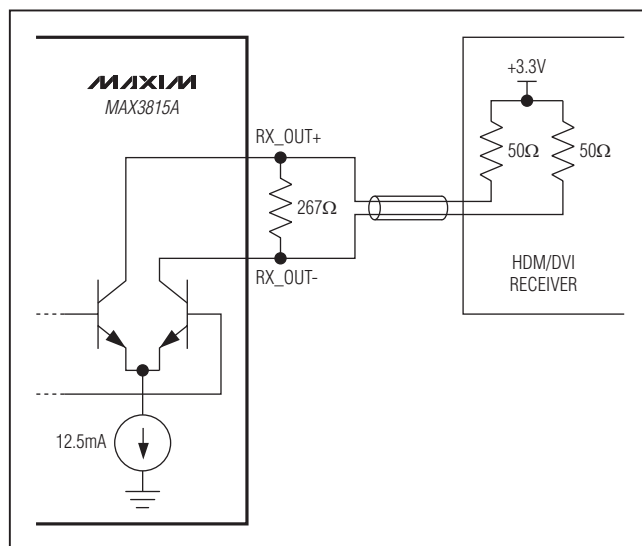 MAXIM
MAX3815A
RX_OUT+
267Ω
RX_OUT-
12.5mA
+3.3V
50Ω
50Ω
HDM/DVI
RECEIVER